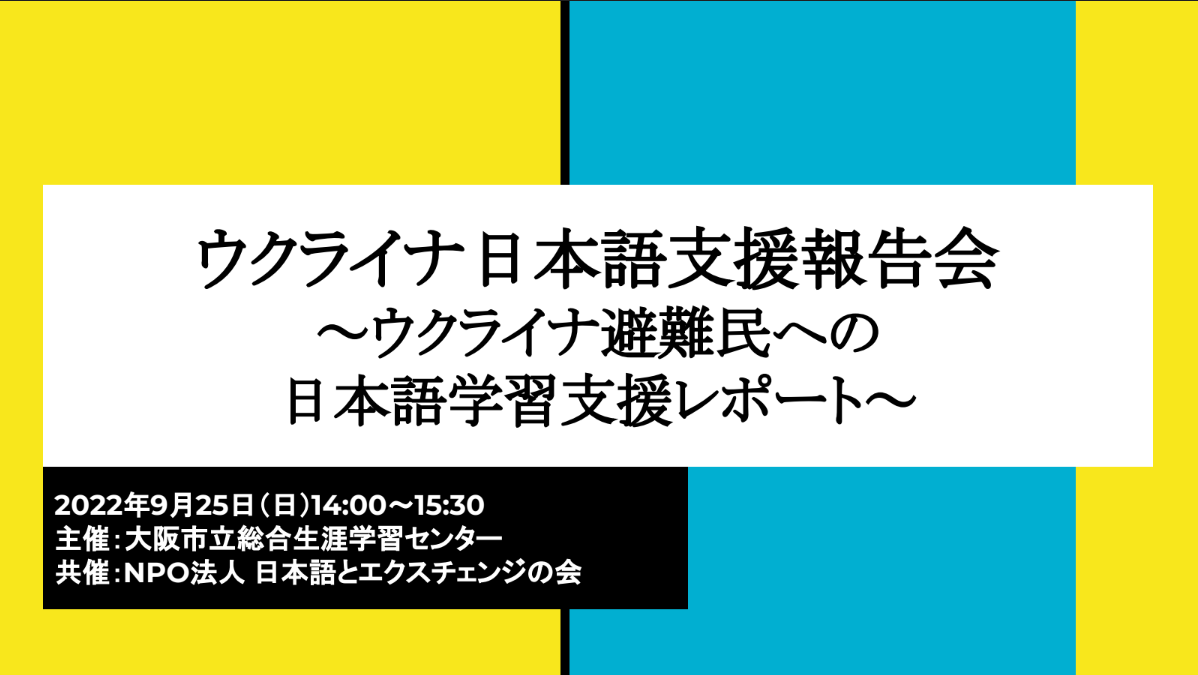 ウクライナ日本語支援報告会
〜ウクライナ避難民への
日本語学習支援レポート〜
2022年9月25日（日）14:00〜15:30
主催：大阪市立総合生涯学習センター
共催：NPO法人 日本語とエクスチェンジの会